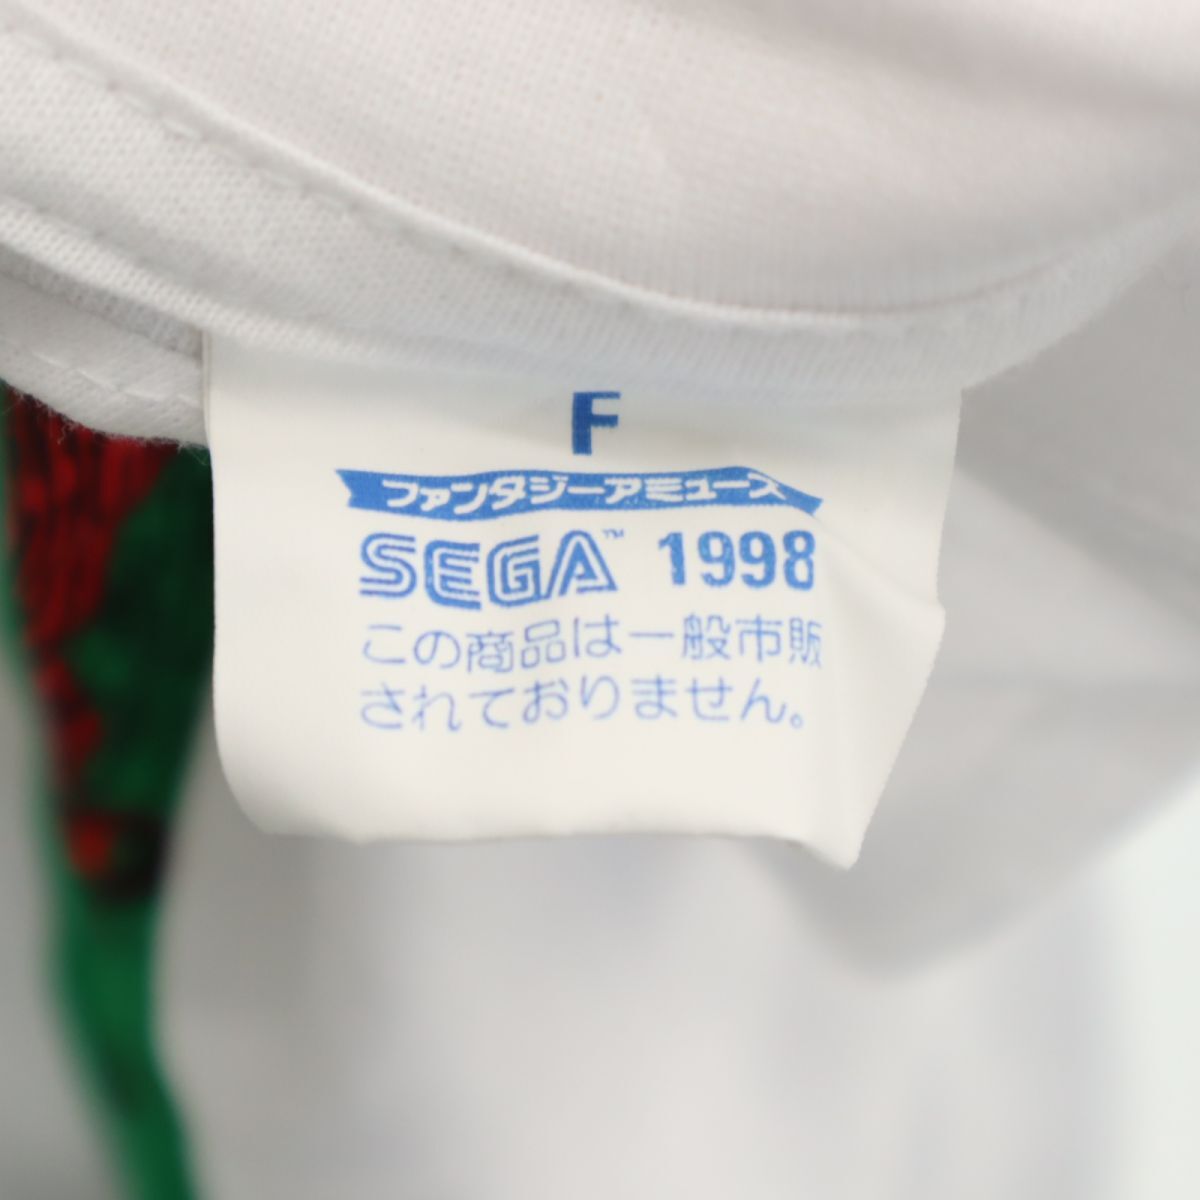 F
ファンタジーアミューズ
SEGA™ 1998
この商品は一般市販
されておりません。